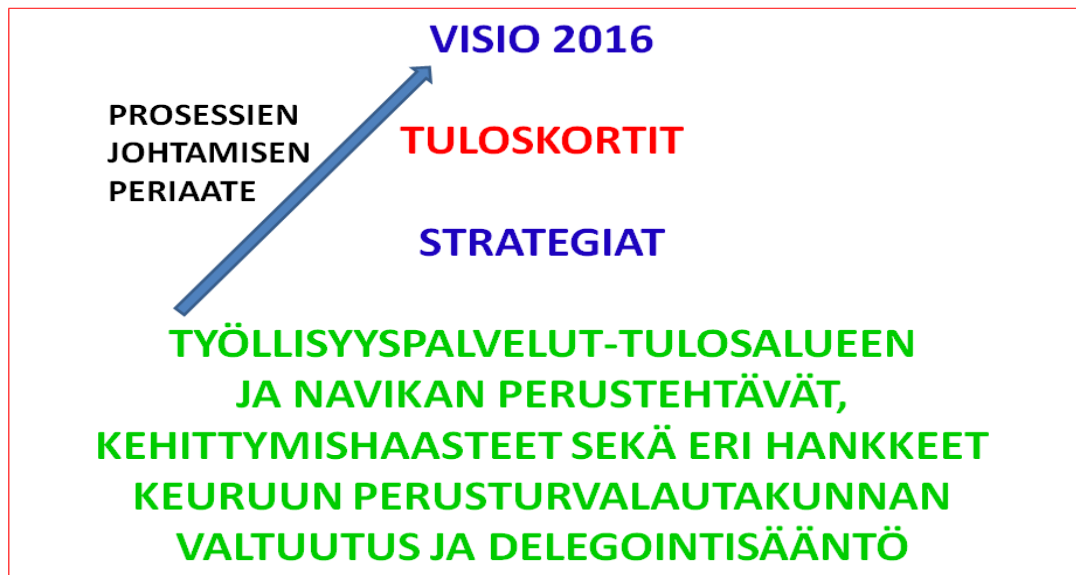 VISIO 2016
PROSESSIEN
JOHTAMISEN
PERIAATE
TULOSKORTIT
STRATEGIAT
TYÖLLISYYSPALVELUT-TULOSALUEEN
JA NAVIKAN PERUSTEHTÄVÄT,
KEHITTYMISHAASTEET SEKÄ ERI HANKKEET
KEURUUN PERUSTURVALAUTAKUNNAN
VALTUUTUS JA DELEGOINTISÄÄNTÖ